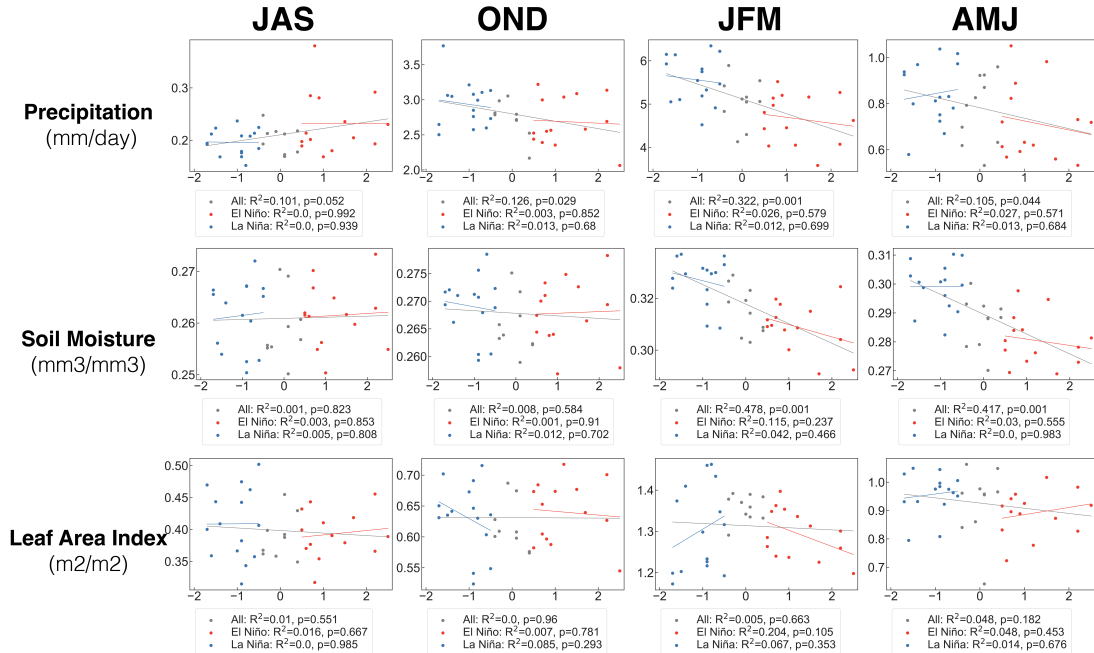 JAS OND JFM AMJ
Precipitation
(mm/day)
0.3
0.2
−2 −1 0 1 2
3.5
3.0
2.5
−2 −1 0 1 2
6
5
4
−2 −1 0 1 2
1.0
0.8
0.6
−2 −1 0 1 2
All: R²=0.101, p=0.052
El Niño: R²=0.0, p=0.992
La Niña: R²=0.0, p=0.939
All: R²=0.126, p=0.029
El Niño: R²=0.003, p=0.852
La Niña: R²=0.013, p=0.68
All: R²=0.322, p=0.001
El Niño: R²=0.026, p=0.579
La Niña: R²=0.012, p=0.699
All: R²=0.105, p=0.044
El Niño: R²=0.027, p=0.571
La Niña: R²=0.013, p=0.684
Soil Moisture
(mm3/mm3)
0.27
0.26
0.25
−2 −1 0 1 2
0.275
0.270
0.265
0.260
−2 −1 0 1 2
0.32
0.30
−2 −1 0 1 2
0.31
0.30
0.29
0.28
0.27
−2 −1 0 1 2
All: R²=0.001, p=0.823
El Niño: R²=0.003, p=0.853
La Niña: R²=0.005, p=0.808
All: R²=0.008, p=0.584
El Niño: R²=0.001, p=0.91
La Niña: R²=0.012, p=0.702
All: R²=0.478, p=0.001
El Niño: R²=0.115, p=0.237
La Niña: R²=0.042, p=0.466
All: R²=0.417, p=0.001
El Niño: R²=0.03, p=0.555
La Niña: R²=0.0, p=0.983
Leaf Area Index
(m2/m2)
0.50
0.45
0.40
0.35
−2 −1 0 1 2
0.70
0.65
0.60
0.55
−2 −1 0 1 2
1.4
1.3
1.2
−2 −1 0 1 2
1.0
0.9
0.8
0.7
−2 −1 0 1 2
All: R²=0.01, p=0.551
El Niño: R²=0.016, p=0.667
La Niña: R²=0.0, p=0.985
All: R²=0.0, p=0.96
El Niño: R²=0.007, p=0.781
La Niña: R²=0.085, p=0.293
All: R²=0.005, p=0.663
El Niño: R²=0.204, p=0.105
La Niña: R²=0.067, p=0.353
All: R²=0.048, p=0.182
El Niño: R²=0.048, p=0.453
La Niña: R²=0.014, p=0.676